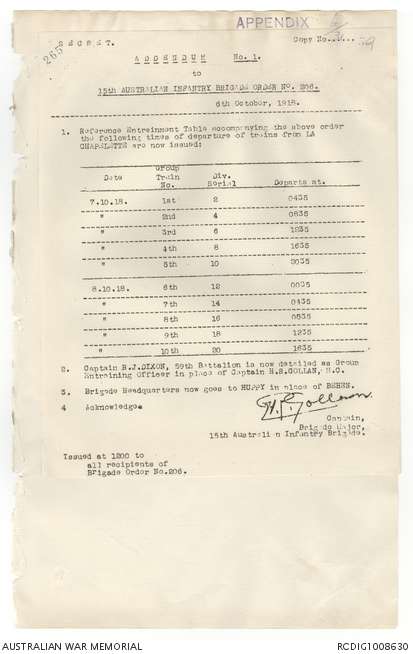 APPENDIX
SECRET.
Copy No.
265
ADDENDUM No. 1.
to
15th AUSTRALIAN INFANTRY BRIGADE ORDER No. 206.
6th October, 1918.
1. Reference Entrainment Table accompanying the above order
the following times of departure of trains from LA
CHAPELETTE are now issued:
Date Group Train No. Div. Serial Departs at.
7.10.18. 1st 2 0435
" 2nd 4 0835
" 3rd 6 1235
" 4th 8 1635
" 5th 10 2035
8.10.18. 6th 12 0035
" 7th 14 0435
" 8th 16 0835
" 9th 18 1235
" 10th 20 1635
2. Captain R.J.DIXON, 59th Battalion is now detailed as Group
Entraining Officer in place of Captain H.S.GOLLAN, M.C.
3. Brigade Headquarters now goes to HUPPY in place of BEHEN.
4 Acknowledge
Captain,
Brigade Major,
15th Australian Infantry Brigade.
Issued at 1200 to
all recipients of
Brigade Order No.206.
AUSTRALIAN WAR MEMORIAL
RCDIG1008630